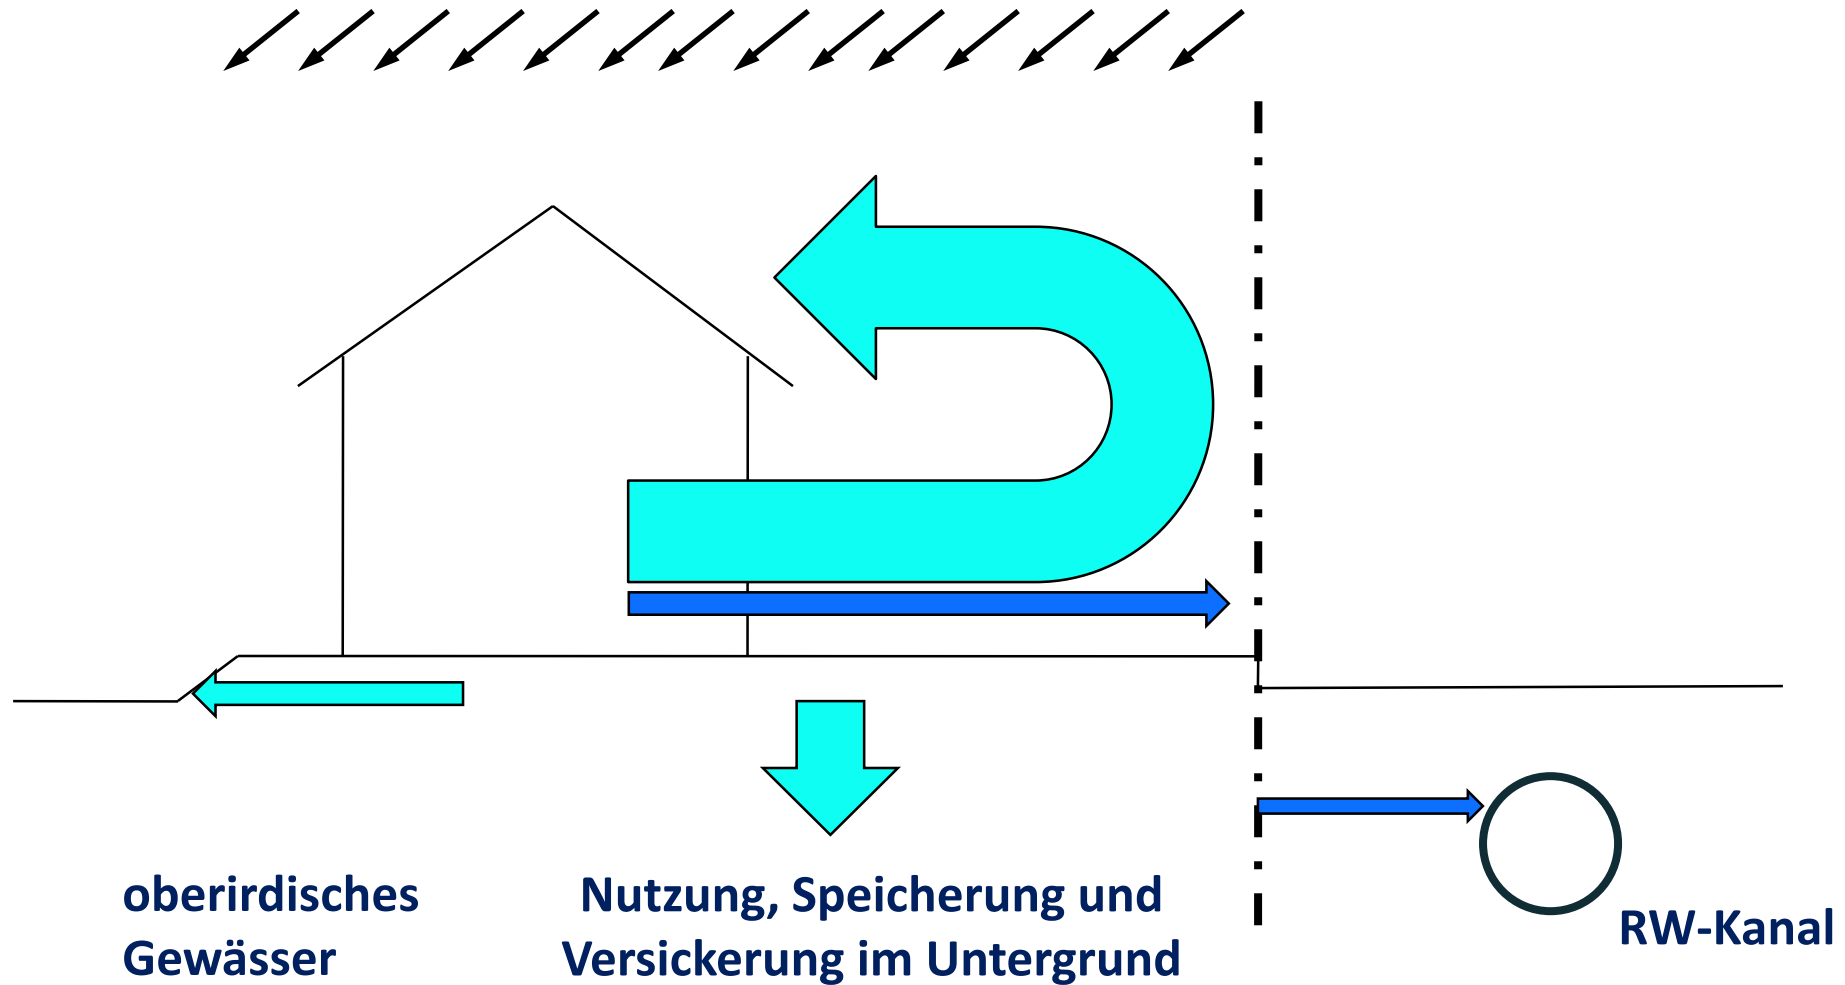 oberirdisches
Gewässer
Nutzung, Speicherung und
Versickerung im Untergrund
RW-Kanal